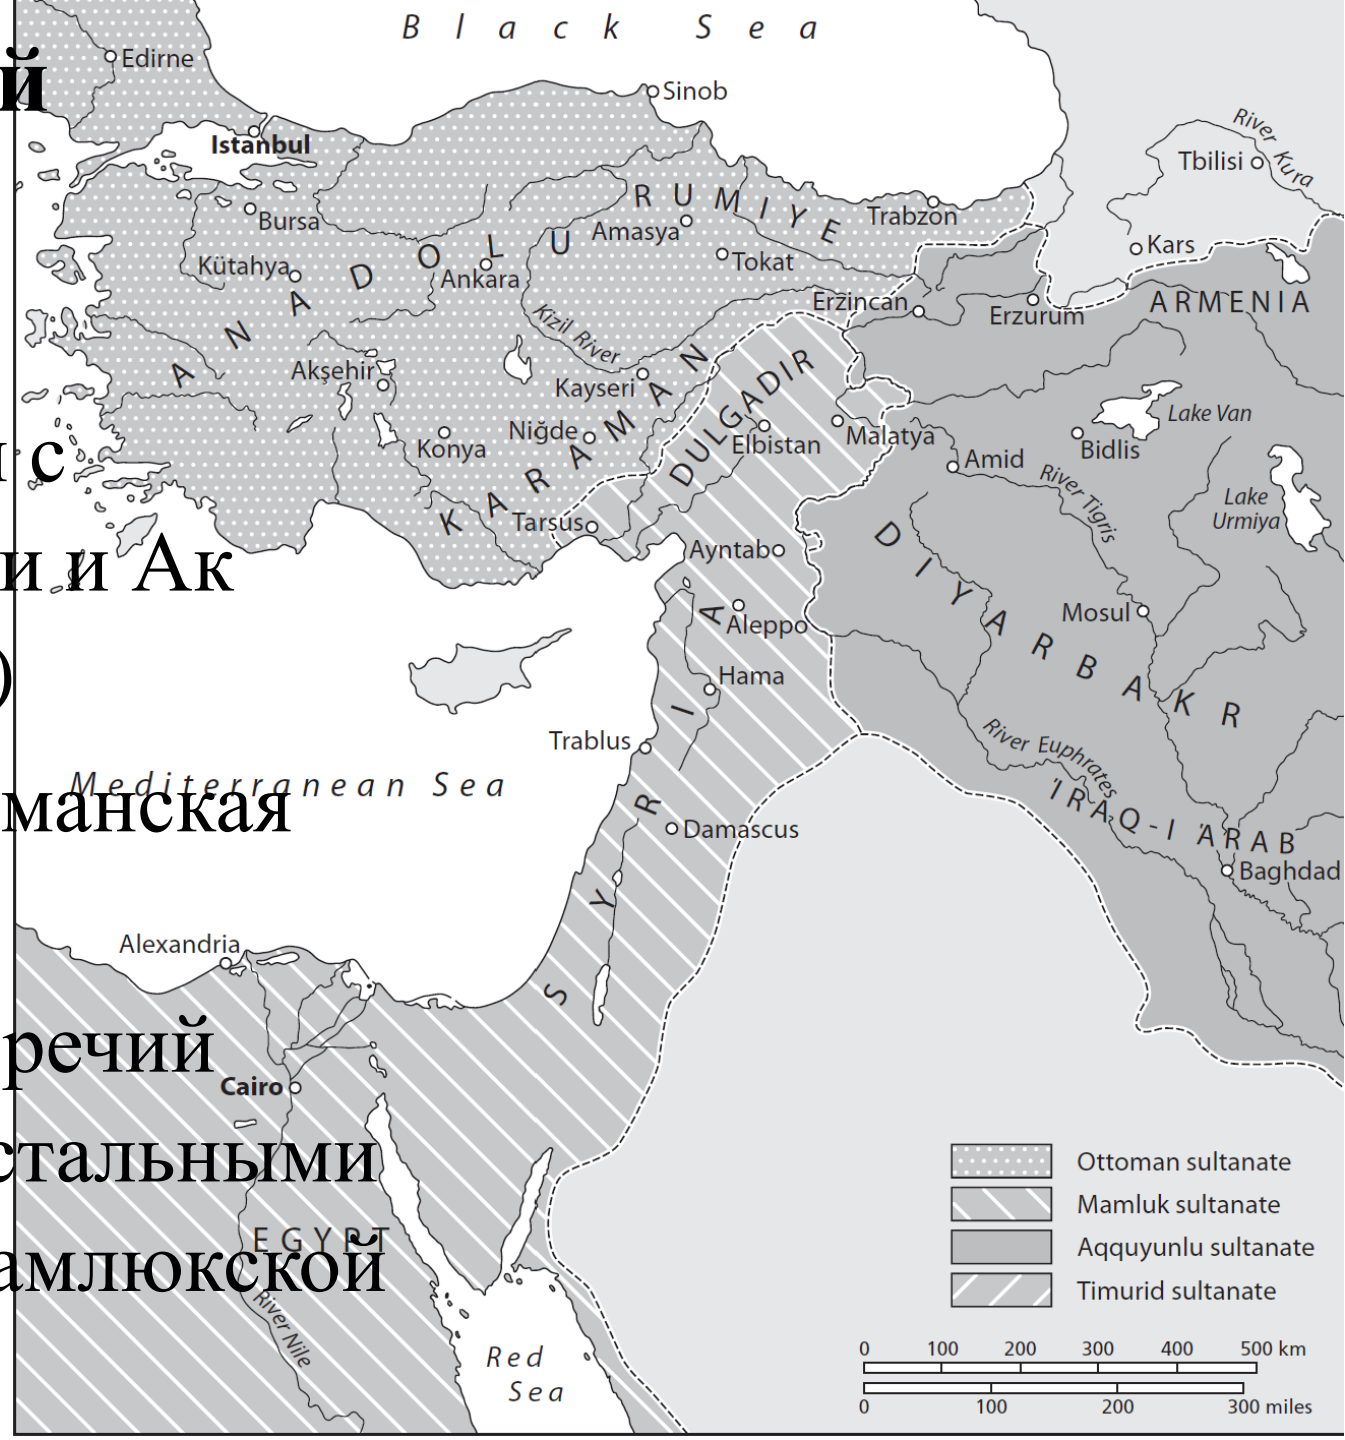 Black Sea
Edirne
й
Sinob
Istanbul
River Kura
Tbilisi
RUMIYE
Trabzon
Bursa
Amasya
Kars
Tokat
Kütahya
Ankara
ANADOLU
Erzincan
Erzurum
ARMENIA
Kizil River
Akşehir
Kayseri
KARAMAN
DULGADIR
Lake Van
Konya
Niğde
Elbistan
Malatya
Bidlis
Amid
River Tigris
Lake
Urmiya
с
Tarsus
Ayntab
и и Ак
DIYARBAKR
Aleppo
Mosul
)
Hama
Trablus
River Euphrates
Mediterranean Sea
манская
'IRAQ-I 'ARAB
Damascus
Baghdad
SYRIA
Alexandria
речий
Cairo
стальными
EGYPT
амлюкской
River Nile
Red
Sea
Ottoman sultanate
Mamluk sultanate
Aqquyunlu sultanate
Timurid sultanate
0 100 200 300 400 500 km
0 100 200 300 miles